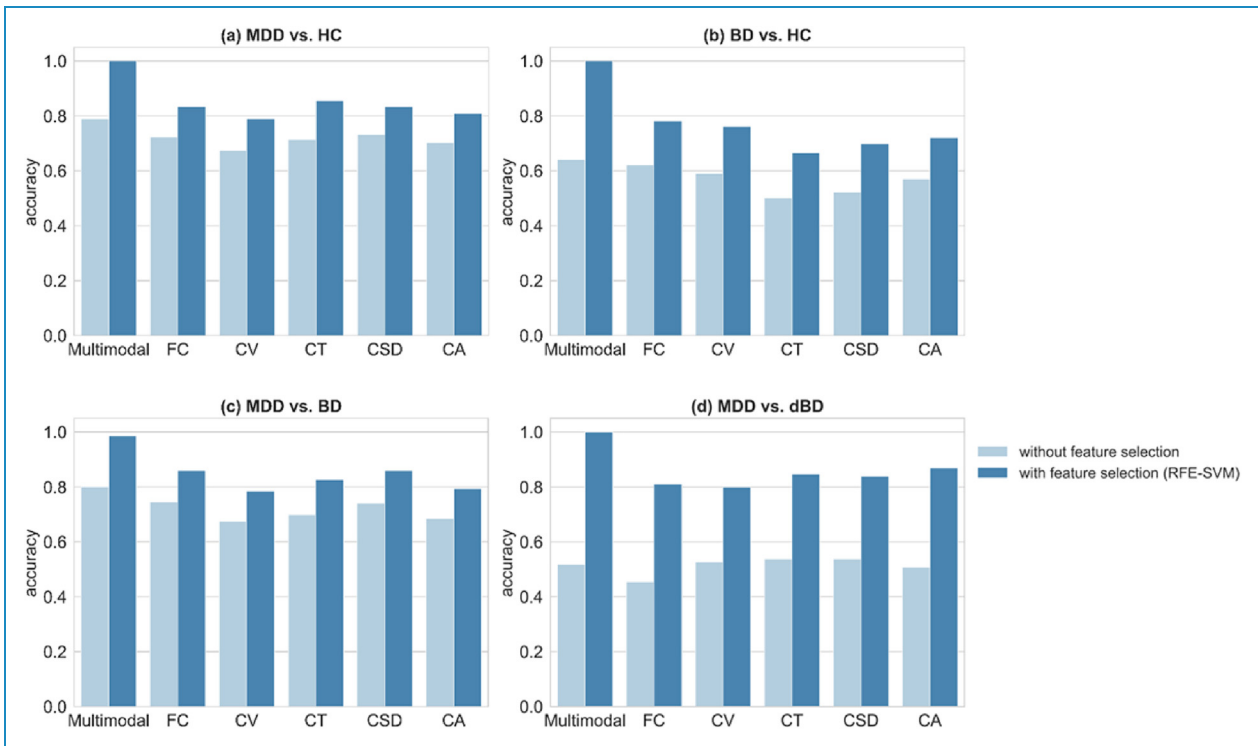 (a) MDD vs. HC
1.0
0.8
0.6
0.4
0.2
0.0
accuracy
Multimodal FC CV CT CSD CA
(b) BD vs. HC
1.0
0.8
0.6
0.4
0.2
0.0
accuracy
Multimodal FC CV CT CSD CA
(c) MDD vs. BD
1.0
0.8
0.6
0.4
0.2
0.0
accuracy
Multimodal FC CV CT CSD CA
(d) MDD vs. dBD
1.0
0.8
0.6
0.4
0.2
0.0
accuracy
Multimodal FC CV CT CSD CA
without feature selection
with feature selection (RFE-SVM)